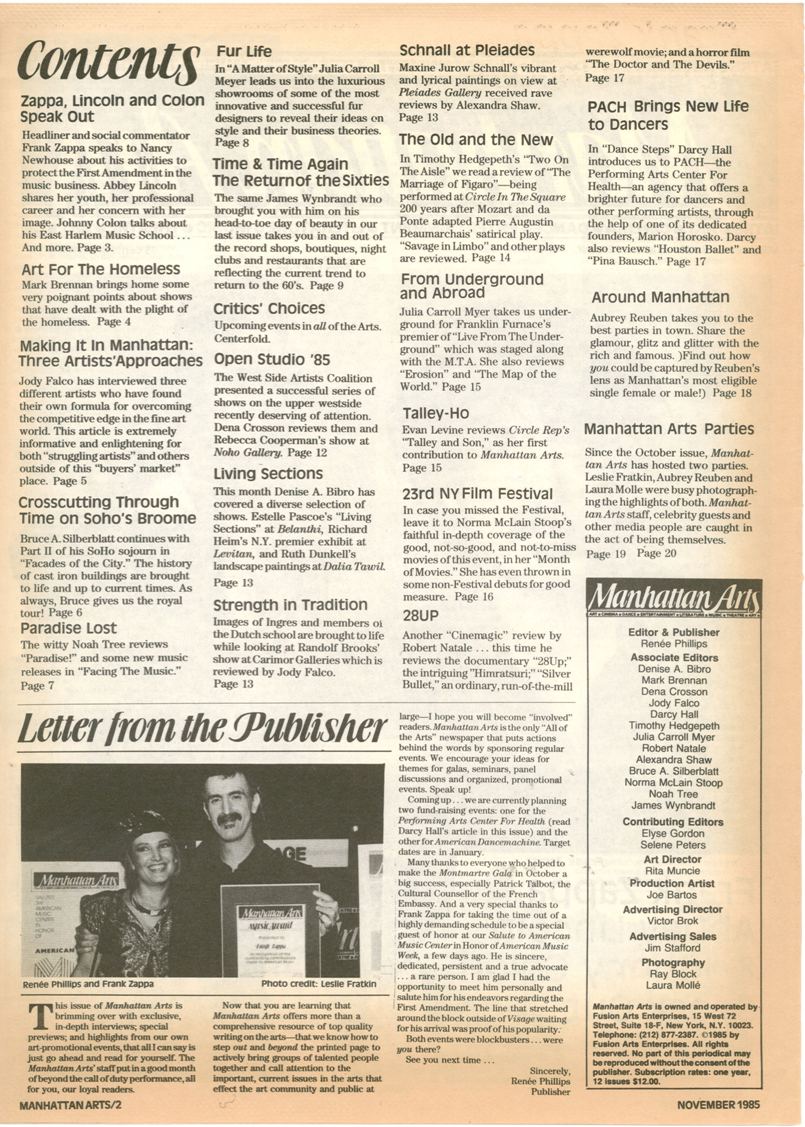 Contents
Zappa, Lincoln and Colon
Speak Out
Headliner and social commentator
Frank Zappa speaks to Nancy
Newhouse about his activities to
protect the First Amendment in the
music business. Abbey Lincoln
shares her youth, her professional
career and her concern with her
image. Johnny Colon talks about
his East Harlem Music School ...
And more. Page 3.
Art For The Homeless
Mark Brennan brings home some
very poignant points about shows
that have dealt with the plight of
the homeless. Page 4
Making It In Manhattan:
Three Artists' Approaches
Jody Falco has interviewed three
different artists who have found
their own formula for overcoming
the competitive edge in the fine art
world. This article is extremely
informative and enlightening for
both "struggling artists" and others
outside of this "buyers' market"
place. Page 5
Crosscutting Through
Time on Soho's Broome
Bruce A. Silberblatt continues with
Part II of his SoHo sojourn in
"Facades of the City." The history
of cast iron buildings are brought
to life and up to current times. As
always, Bruce gives us the royal
tour! Page 6
Paradise Lost
The witty Noah Tree reviews
"Paradise!" and some new music
releases in "Facing The Music."
Page 7
Fur Life
In "A Matter of Style" Julia Carroll
Meyer leads us into the luxurious
showrooms of some of the most
innovative and successful fur
designers to reveal their ideas on
style and their business theories.
Page 8
Time & Time Again
The Return of the Sixties
The same James Wynbrandt who
brought you with him on his
head-to-toe day of beauty in our
last issue takes you in and out of
the record shops, boutiques, night
clubs and restaurants that are
reflecting the current trend to
return to the 60's. Page 9
Critics' Choices
Upcoming events in all of the Arts.
Centerfold.
Open Studio '85
The West Side Artists Coalition
presented a successful series of
shows on the upper westside
recently deserving of attention.
Dena Crosson reviews them and
Rebecca Cooperman's show at
Noho Gallery. Page 12
Living Sections
This month Denise A. Bibro has
covered a diverse selection of
shows. Estelle Pascoe's "Living
Sections" at Belanthi, Richard
Heim's N.Y. premier exhibit at
Levitan, and Ruth Dunkell's
landscape paintings at Dalia Tawil.
Page 13
Strength in Tradition
Images of Ingres and members of
the Dutch school are brought to life
while looking at Randolf Brooks'
show at Carimor Galleries which is
reviewed by Jody Falco.
Page 13
Schnall at Pleiades
Maxine Jurow Schnall's vibrant
and lyrical paintings on view at
Pleiades Gallery received rave
reviews by Alexandra Shaw.
Page 13
The Old and the New
In Timothy Hedgepeth's "Two On
The Aisle" we read a review of "The
Marriage of Figaro"—being
performed at Circle In The Square
200 years after Mozart and da
Ponte adapted Pierre Augustin
Beaumarchais' satirical play.
"Savage in Limbo" and other plays
are reviewed. Page 14
From Underground
and Abroad
Julia Carroll Myer takes us under-
ground for Franklin Furnace's
premier of "Live From The Under-
ground" which was staged along
with the M.T.A. She also reviews
"Erosion" and "The Map of the
World." Page 15
Talley-Ho
Evan Levine reviews Circle Rep's
"Talley and Son," as her first
contribution to Manhattan Arts.
Page 15
23rd NY Film Festival
In case you missed the Festival,
leave it to Norma McLain Stoop's
faithful in-depth coverage of the
good, not-so-good, and not-to-miss
movies of this event, in her "Month
of Movies." She has even thrown in
some non-Festival debuts for good
measure. Page 16
28UP
Another "Cinemagic" review by
Robert Natale ... this time he
reviews the documentary "28Up;"
the intriguing "Himratsuri;" "Silver
Bullet," an ordinary, run-of-the-mill
werewolf movie; and a horror film
"The Doctor and The Devils."
Page 17
PACH Brings New Life
to Dancers
In "Dance Steps" Darcy Hall
introduces us to PACH—the
Performing Arts Center For
Health—an agency that offers a
brighter future for dancers and
other performing artists, through
the help of one of its dedicated
founders, Marion Horosko. Darcy
also reviews "Houston Ballet" and
"Pina Bausch." Page 17
Around Manhattan
Aubrey Reuben takes you to the
best parties in town. Share the
glamour, glitz and glitter with the
rich and famous. )Find out how
you could be captured by Reuben's
lens as Manhattan's most eligible
single female or male!) Page 18
Manhattan Arts Parties
Since the October issue, Manhat-
tan Arts has hosted two parties.
Leslie Fratkin, Aubrey Reuben and
Laura Molle were busy photograph-
ing the highlights of both. Manhat-
tan Arts staff, celebrity guests and
other media people are caught in
the act of being themselves.
Page 19 Page 20
Manhattan Arts
ART • CINEMA • DANCE • ENTERTAINMENT • LITERATURE • MUSIC • THEATRE • ART
Editor & Publisher
Renée Phillips
Associate Editors
Denise A. Bibro
Mark Brennan
Dena Crosson
Jody Falco
Darcy Hall
Timothy Hedgepeth
Julia Carroll Myer
Robert Natale
Alexandra Shaw
Bruce A. Silberblatt
Norma McLain Stoop
Noah Tree
James Wynbrandt
Contributing Editors
Elyse Gordon
Selene Peters
Art Director
Rita Muncie
Production Artist
Joe Bartos
Advertising Director
Victor Brok
Advertising Sales
Jim Stafford
Photography
Ray Block
Laura Mollé
Manhattan Arts is owned and operated by
Fusion Arts Enterprises, 15 West 72
Street, Suite 18-F, New York, N.Y. 10023.
Telephone: (212) 877-2387. ©1985 by
Fusion Arts Enterprises. All rights
reserved. No part of this periodical may
be reproduced without the consent of the
publisher. Subscription rates: one year,
12 issues $12.00.
Letter from the Publisher
Manhattan Arts
AMERICAN
MUSIC
CENTER
IN
HONOR
OF
AMERICAN
AGE
Manhattan Arts
Music Award
Frank Zappa
Renée Phillips and Frank Zappa
Photo credit: Leslie Fratkin
This issue of Manhattan Arts is
brimming over with exclusive,
in-depth interviews; special
previews; and highlights from our own
art-promotional events, that all I can say is
just go ahead and read for yourself. The
Manhattan Arts' staff put in a good month
of beyond the call of duty performance, all
for you, our loyal readers.
Now that you are learning that
Manhattan Arts offers more than a
comprehensive resource of top quality
writing on the arts—that we know how to
step out and beyond the printed page to
actively bring groups of talented people
together and call attention to the
important, current issues in the arts that
effect the art community and public at
large—I hope you will become "involved"
readers. Manhattan Arts is the only "All of
the Arts" newspaper that puts actions
behind the words by sponsoring regular
events. We encourage your ideas for
themes for galas, seminars, panel
discussions and organized, promotional
events. Speak up!
Coming up ... we are currently planning
two fund-raising events: one for the
Performing Arts Center For Health (read
Darcy Hall's article in this issue) and the
other for American Dancemachine. Target
dates are in January.
Many thanks to everyone who helped to
make the Montmartre Gala in October a
big success, especially Patrick Talbot, the
Cultural Counsellor of the French
Embassy. And a very special thanks to
Frank Zappa for taking the time out of a
highly demanding schedule to be a special
guest of honor at our Salute to American
Music Center in Honor of American Music
Week, a few days ago. He is sincere,
dedicated, persistent and a true advocate
... a rare person. I am glad I had the
opportunity to meet him personally and
salute him for his endeavors regarding the
First Amendment. The line that stretched
around the block outside of Visage waiting
for his arrival was proof of his popularity.
Both events were blockbusters ... were
you there?
See you next time ...
Sincerely,
Renée Phillips
Publisher
MANHATTAN ARTS/2
NOVEMBER 1985